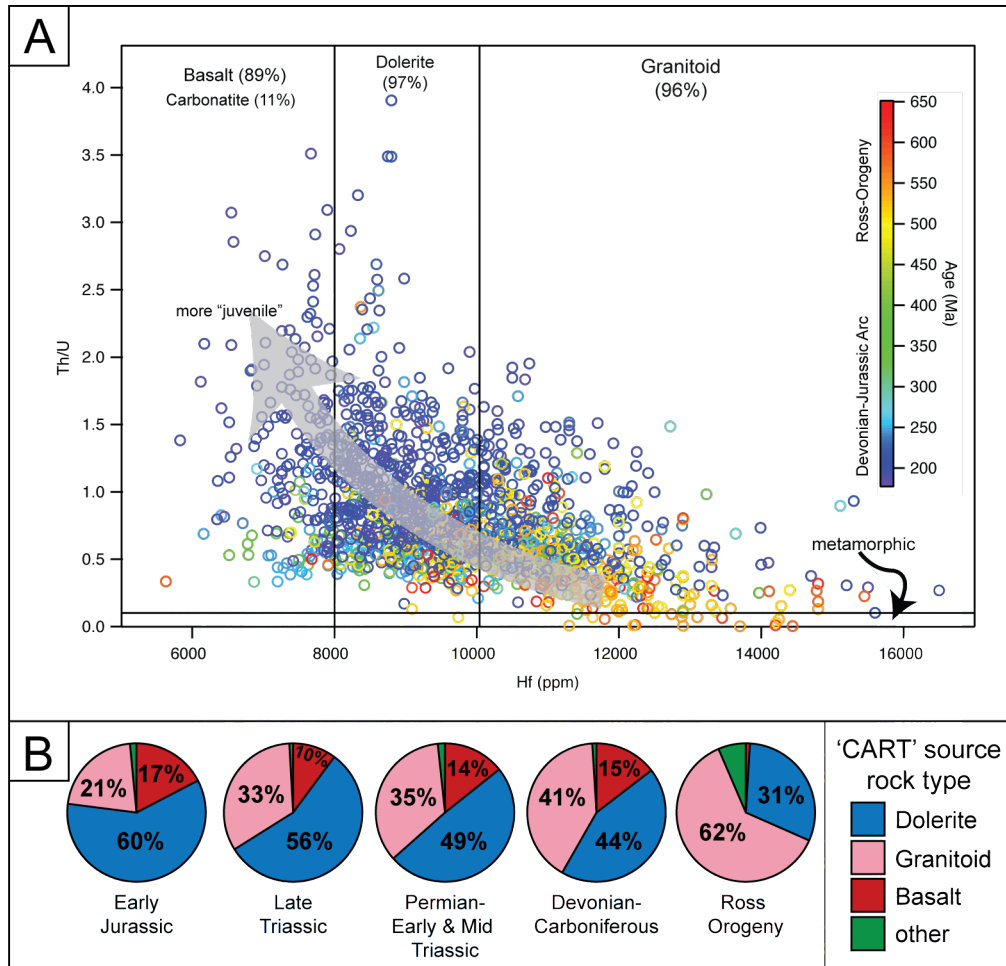 A
Basalt (89%)
Carbonatite (11%)
Dolerite
(97%)
Granitoid
(96%)
4.0
3.5
3.0
2.5
2.0
1.5
1.0
0.5
0.0
Th/U
more "juvenile"
metamorphic
Ross-Orogeny
Devonian-Jurassic Arc
650
600
550
500
450
400
350
300
250
200
Age (Ma)
6000
8000
10000
12000
14000
16000
Hf (ppm)
B
21%
17%
60%
Early
Jurassic
10%
33%
56%
Late
Triassic
14%
35%
49%
Permian-
Early & Mid
Triassic
15%
41%
44%
Devonian-
Carboniferous
31%
62%
Ross
Orogeny
'CART' source
rock type
Dolerite
Granitoid
Basalt
other